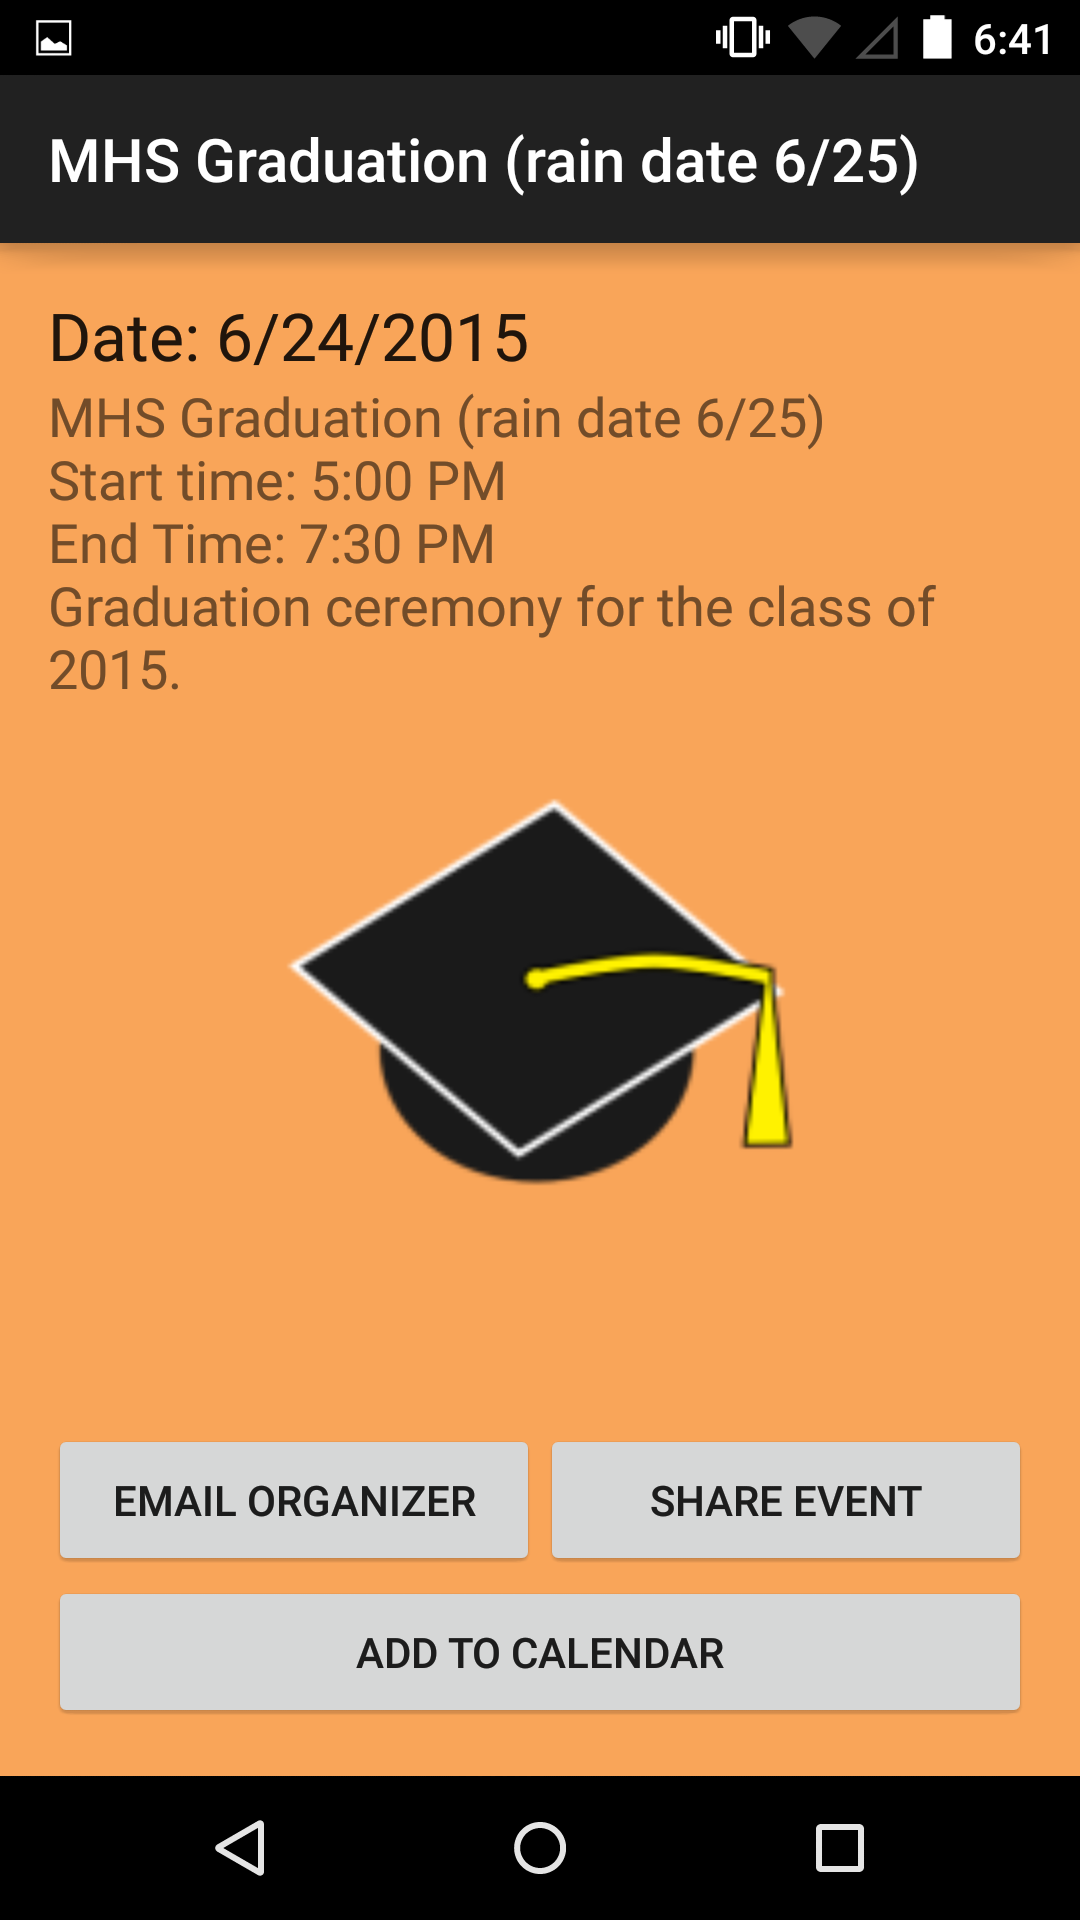 6:41
MHS Graduation (rain date 6/25)
Date: 6/24/2015
MHS Graduation (rain date 6/25)
Start time: 5:00 PM
End Time: 7:30 PM
Graduation ceremony for the class of
2015.
EMAIL ORGANIZER
SHARE EVENT
ADD TO CALENDAR